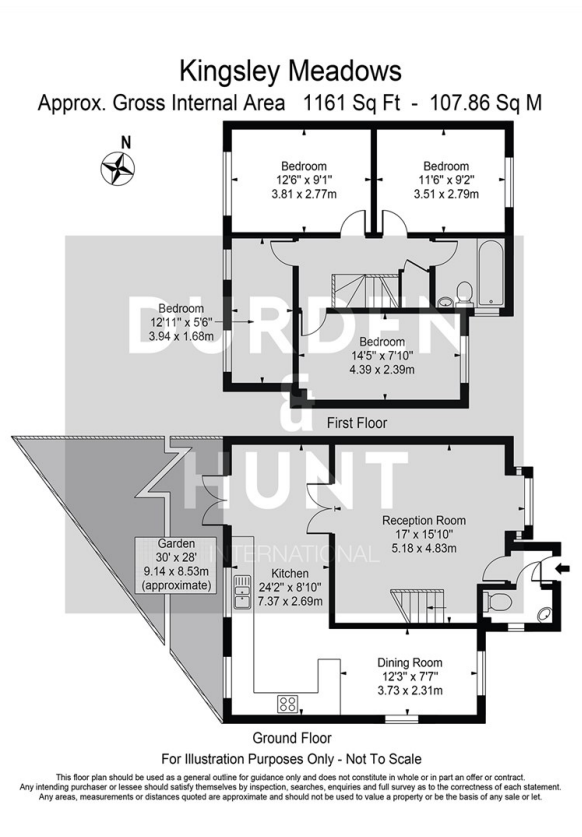 Kingsley Meadows
Approx. Gross Internal Area 1161 Sq Ft - 107.86 Sq M
N
Bedroom
12'6" x 9'1"
3.81 x 2.77m
Bedroom
11'6" x 9'2"
3.51 x 2.79m
Bedroom
12'11" x 5'6"
3.94 x 1.68m
Bedroom
14'5" x 7'10"
4.39 x 2.39m
First Floor
DURDEN
&
HUNT
INTERNATIONAL
Garden
30' x 28'
9.14 x 8.53m
(approximate)
Reception Room
17' x 15'10"
5.18 x 4.83m
Kitchen
24'2" x 8'10"
7.37 x 2.69m
Dining Room
12'3" x 7'7"
3.73 x 2.31m
Ground Floor
For Illustration Purposes Only - Not To Scale
This floor plan should be used as a general outline for guidance only and does not constitute in whole or in part an offer or contract.
Any intending purchaser or lessee should satisfy themselves by inspection, searches, enquiries and full survey as to the correctness of each statement.
Any areas, measurements or distances quoted are approximate and should not be used to value a property or be the basis of any sale or let.